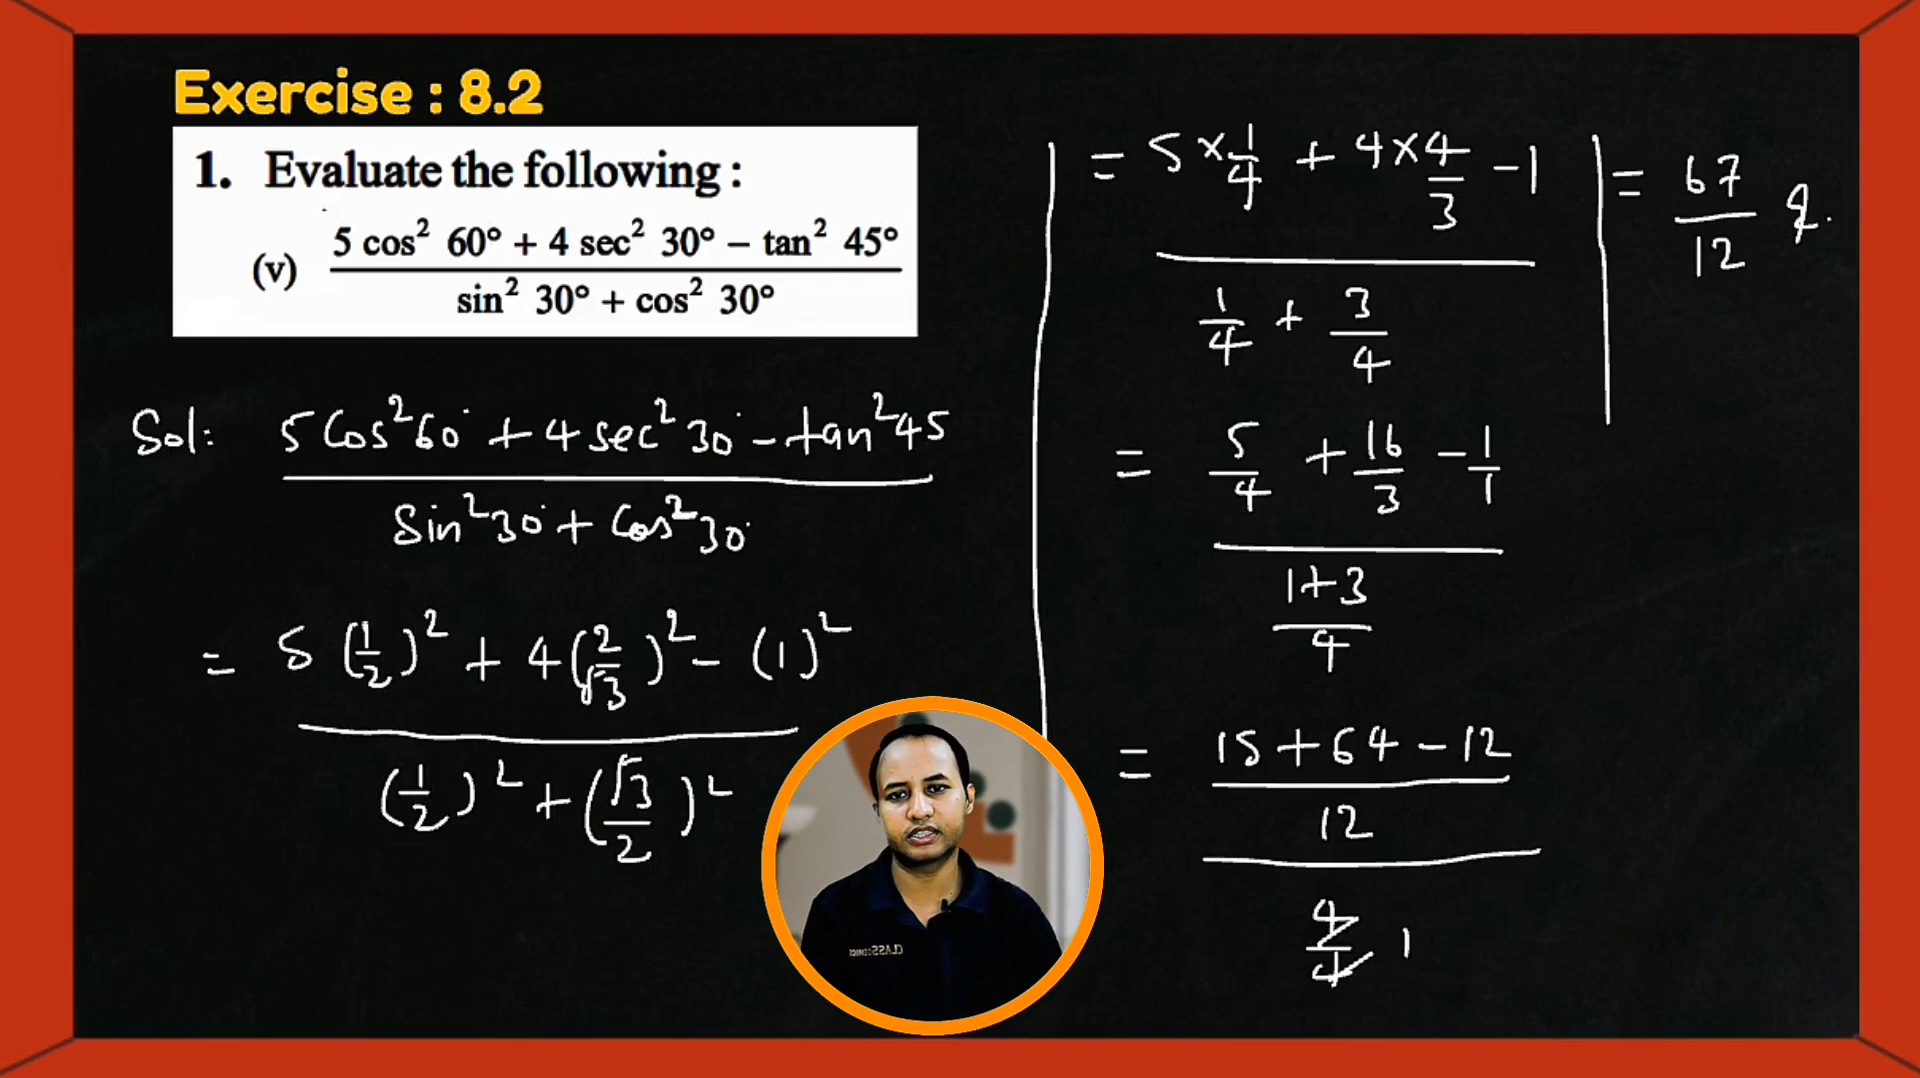 Exercise : 8.2
1. Evaluate the following :
(v) 5 cos² 60° + 4 sec² 30° – tan² 45°
sin² 30° + cos² 30°
Sol: 5 Cos²60° + 4 sec²30° – tan²45
Sin²30° + Cos²30°
= 5 (1/2)² + 4 (2/√3)² – (1)²
(1/2)² + (√3/2)²
= 5 × 1/4 + 4 × 4/3 – 1
1/4 + 3/4
= 5/4 + 16/3 – 1/1
1+3
4
= 15 + 64 – 12
12
4/4 1
= 67
12